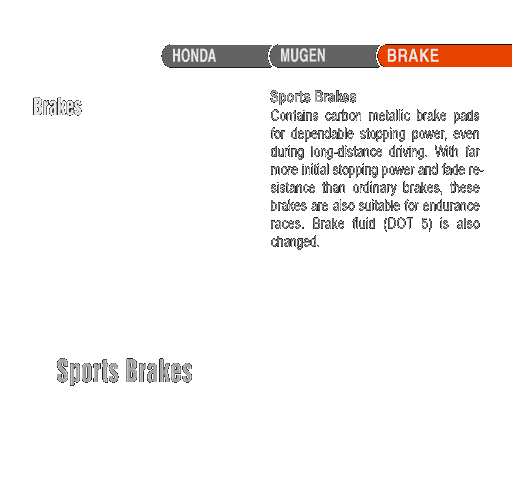 HONDA
MUGEN
BRAKE
Brakes
Sports Brakes
Contains carbon metallic brake pads
for dependable stopping power, even
during long-distance driving. With far
more initial stopping power and fade re-
sistance than ordinary brakes, these
brakes are also suitable for endurance
races. Brake fluid (DOT 5) is also
changed.
Sports Brakes